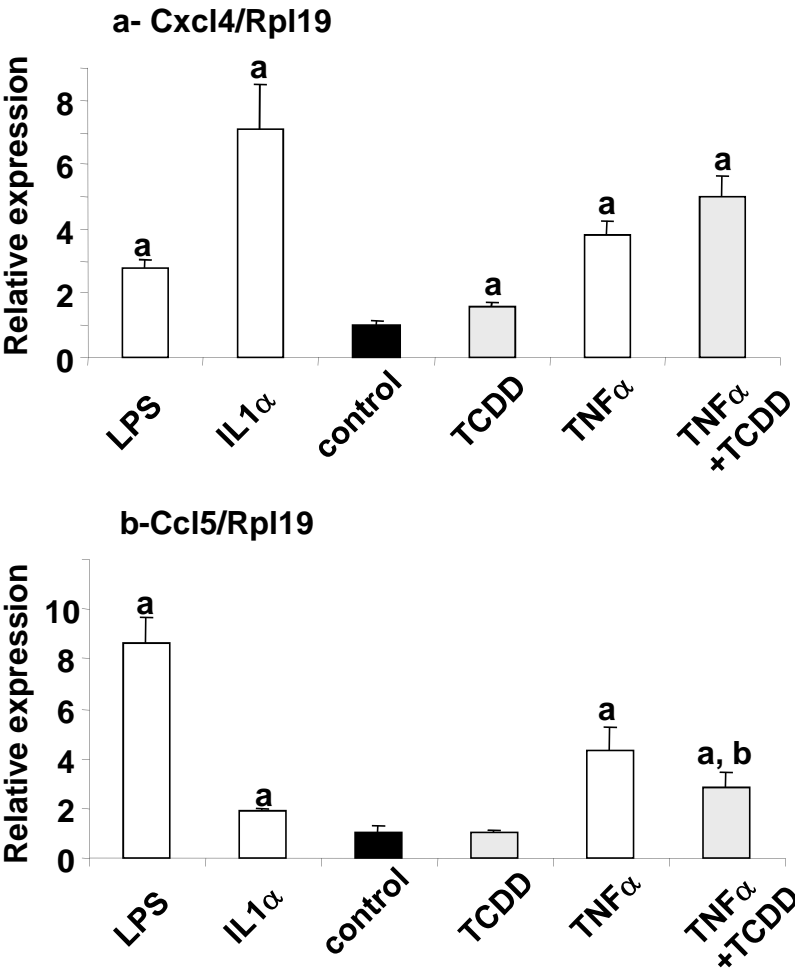 a- Cxcl4/Rpl19
Relative expression
8
6
4
2
0
a
a
a
a
a
LPS
IL1α
control
TCDD
TNFα
TNFα
+TCDD
b-Ccl5/Rpl19
Relative expression
10
8
6
4
2
0
a
a
a
a, b
LPS
IL1α
control
TCDD
TNFα
TNFα
+TCDD